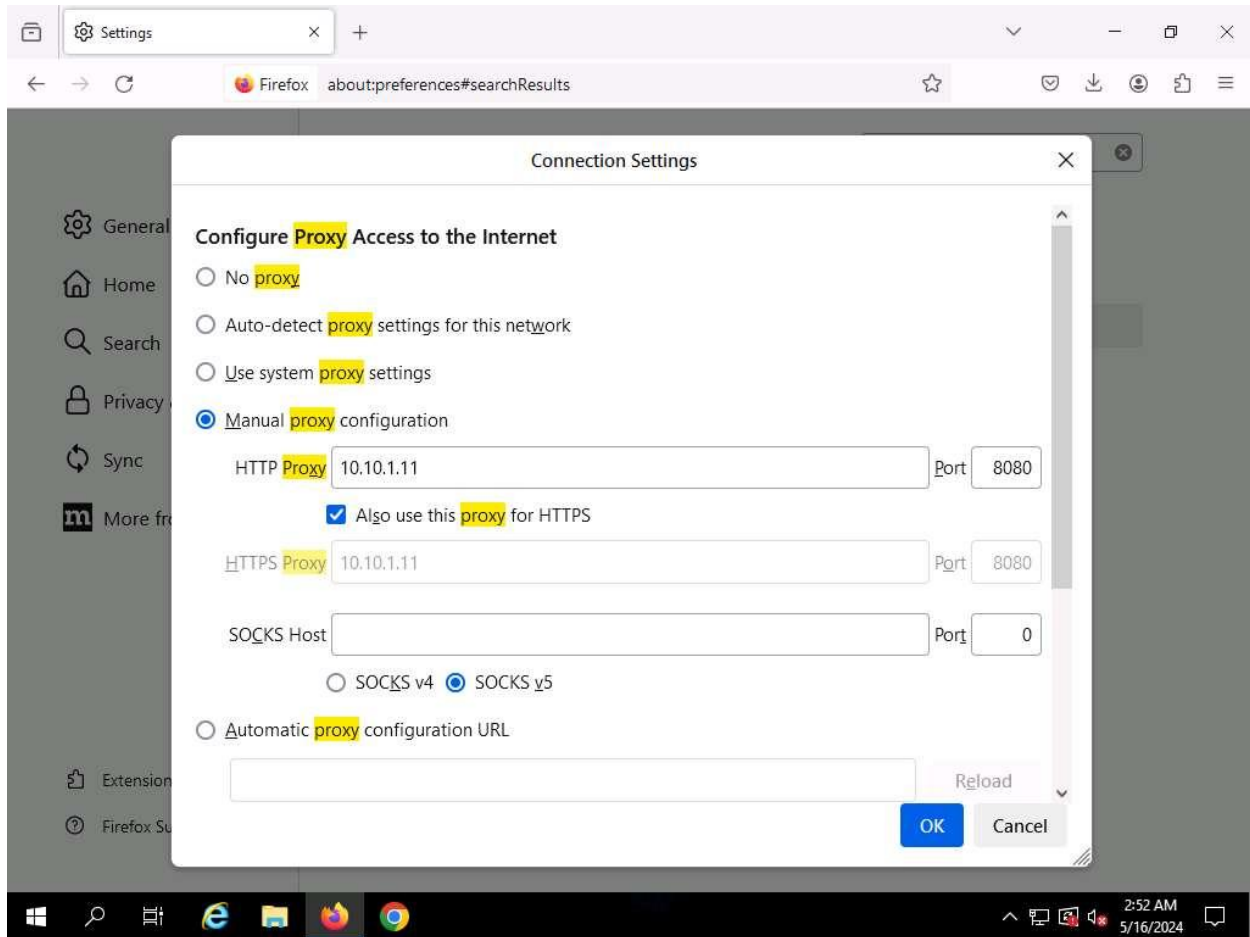 Settings
Firefox about:preferences#searchResults
Connection Settings
General
Home
Search
Privacy
Sync
More
Extension
Firefox
Configure Proxy Access to the Internet
No proxy
Auto-detect proxy settings for this network
Use system proxy settings
Manual proxy configuration
HTTP Proxy 10.10.1.11 Port 8080
Also use this proxy for HTTPS
HTTPS Proxy 10.10.1.11 Port 8080
SOCKS Host Port 0
SOCKS v4 SOCKS v5
Automatic proxy configuration URL
Reload
OK Cancel
2:52 AM
5/16/2024